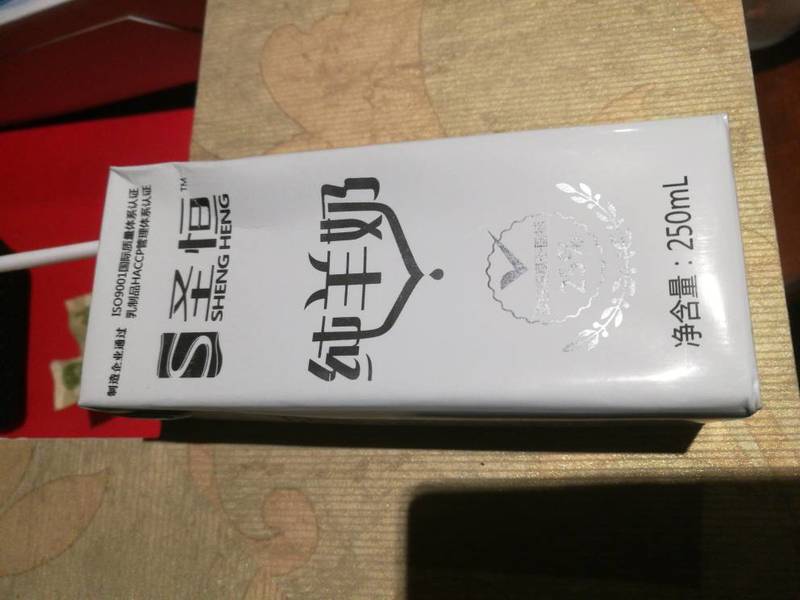 制造企业通过
ISO9001国际质量体系认证
乳制品HACCP管理体系认证
圣恒™
SHENG HENG
纯羊奶
25%
净含量：250mL